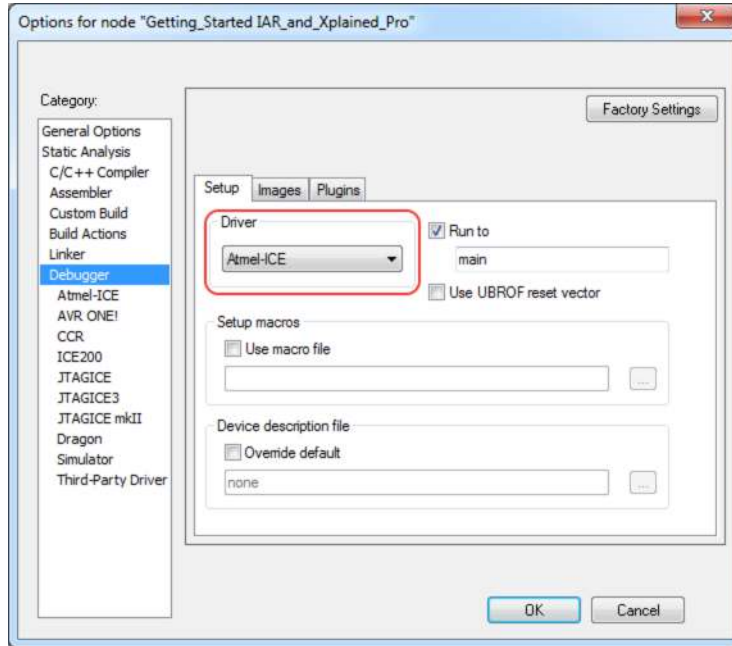 Options for node "Getting_Started IAR_and_Xplained_Pro"
x
Category:
General Options
Static Analysis
C/C++ Compiler
Assembler
Custom Build
Build Actions
Linker
Debugger
Atmel-ICE
AVR ONE!
CCR
ICE200
JTAGICE
JTAGICE3
JTAGICE mkII
Dragon
Simulator
Third-Party Driver
Factory Settings
Setup Images Plugins
Driver
Atmel-ICE
Run to
main
Use UBROF reset vector
Setup macros
Use macro file
...
Device description file
Override default
none
...
OK Cancel